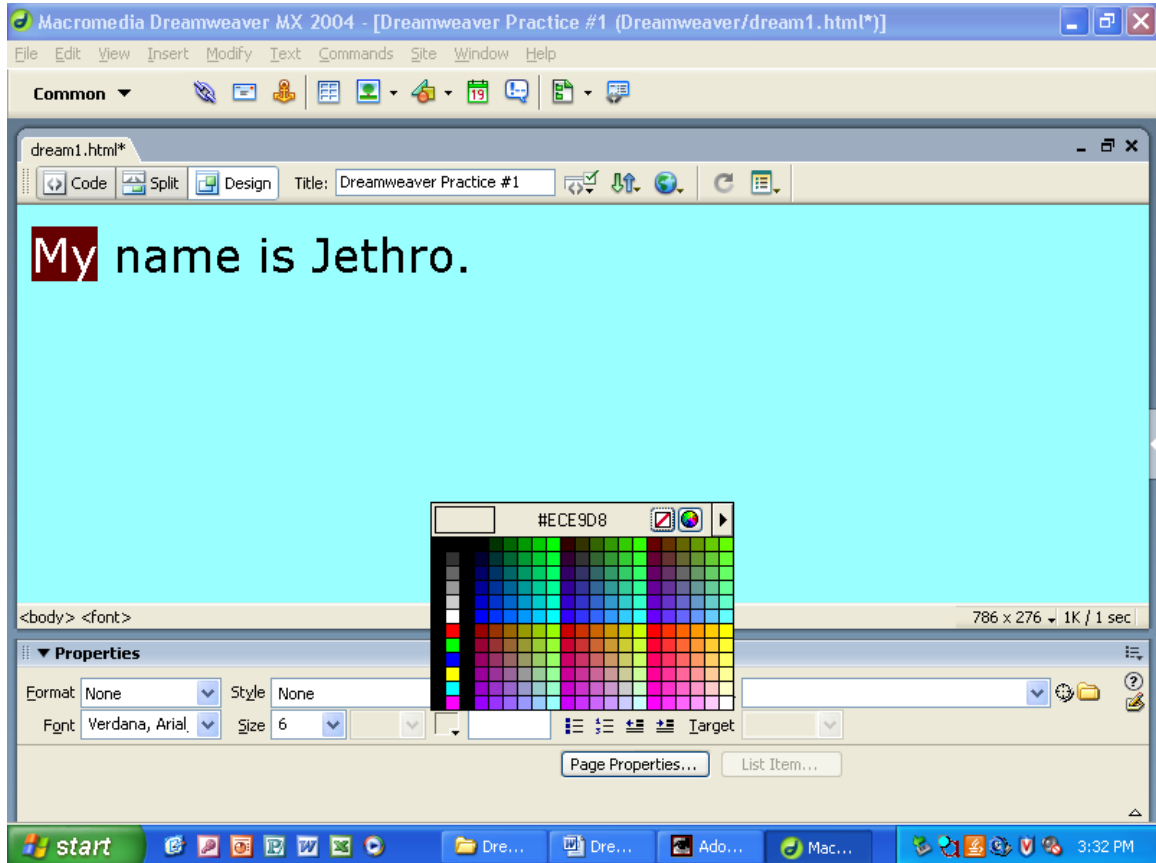 Macromedia Dreamweaver MX 2004 - [Dreamweaver Practice #1 (Dreamweaver/dream1.html*)]
File Edit View Insert Modify Text Commands Site Window Help
Common
19
dream1.html*
Code Split Design Title: Dreamweaver Practice #1
My name is Jethro.
#ECE9D8
<body> <font>
786 x 276 1K / 1 sec
Properties
Format None Style None
Font Verdana, Arial, Size 6 Target
Page Properties... List Item...
start Dre... Dre... Ado... Mac... 3:32 PM